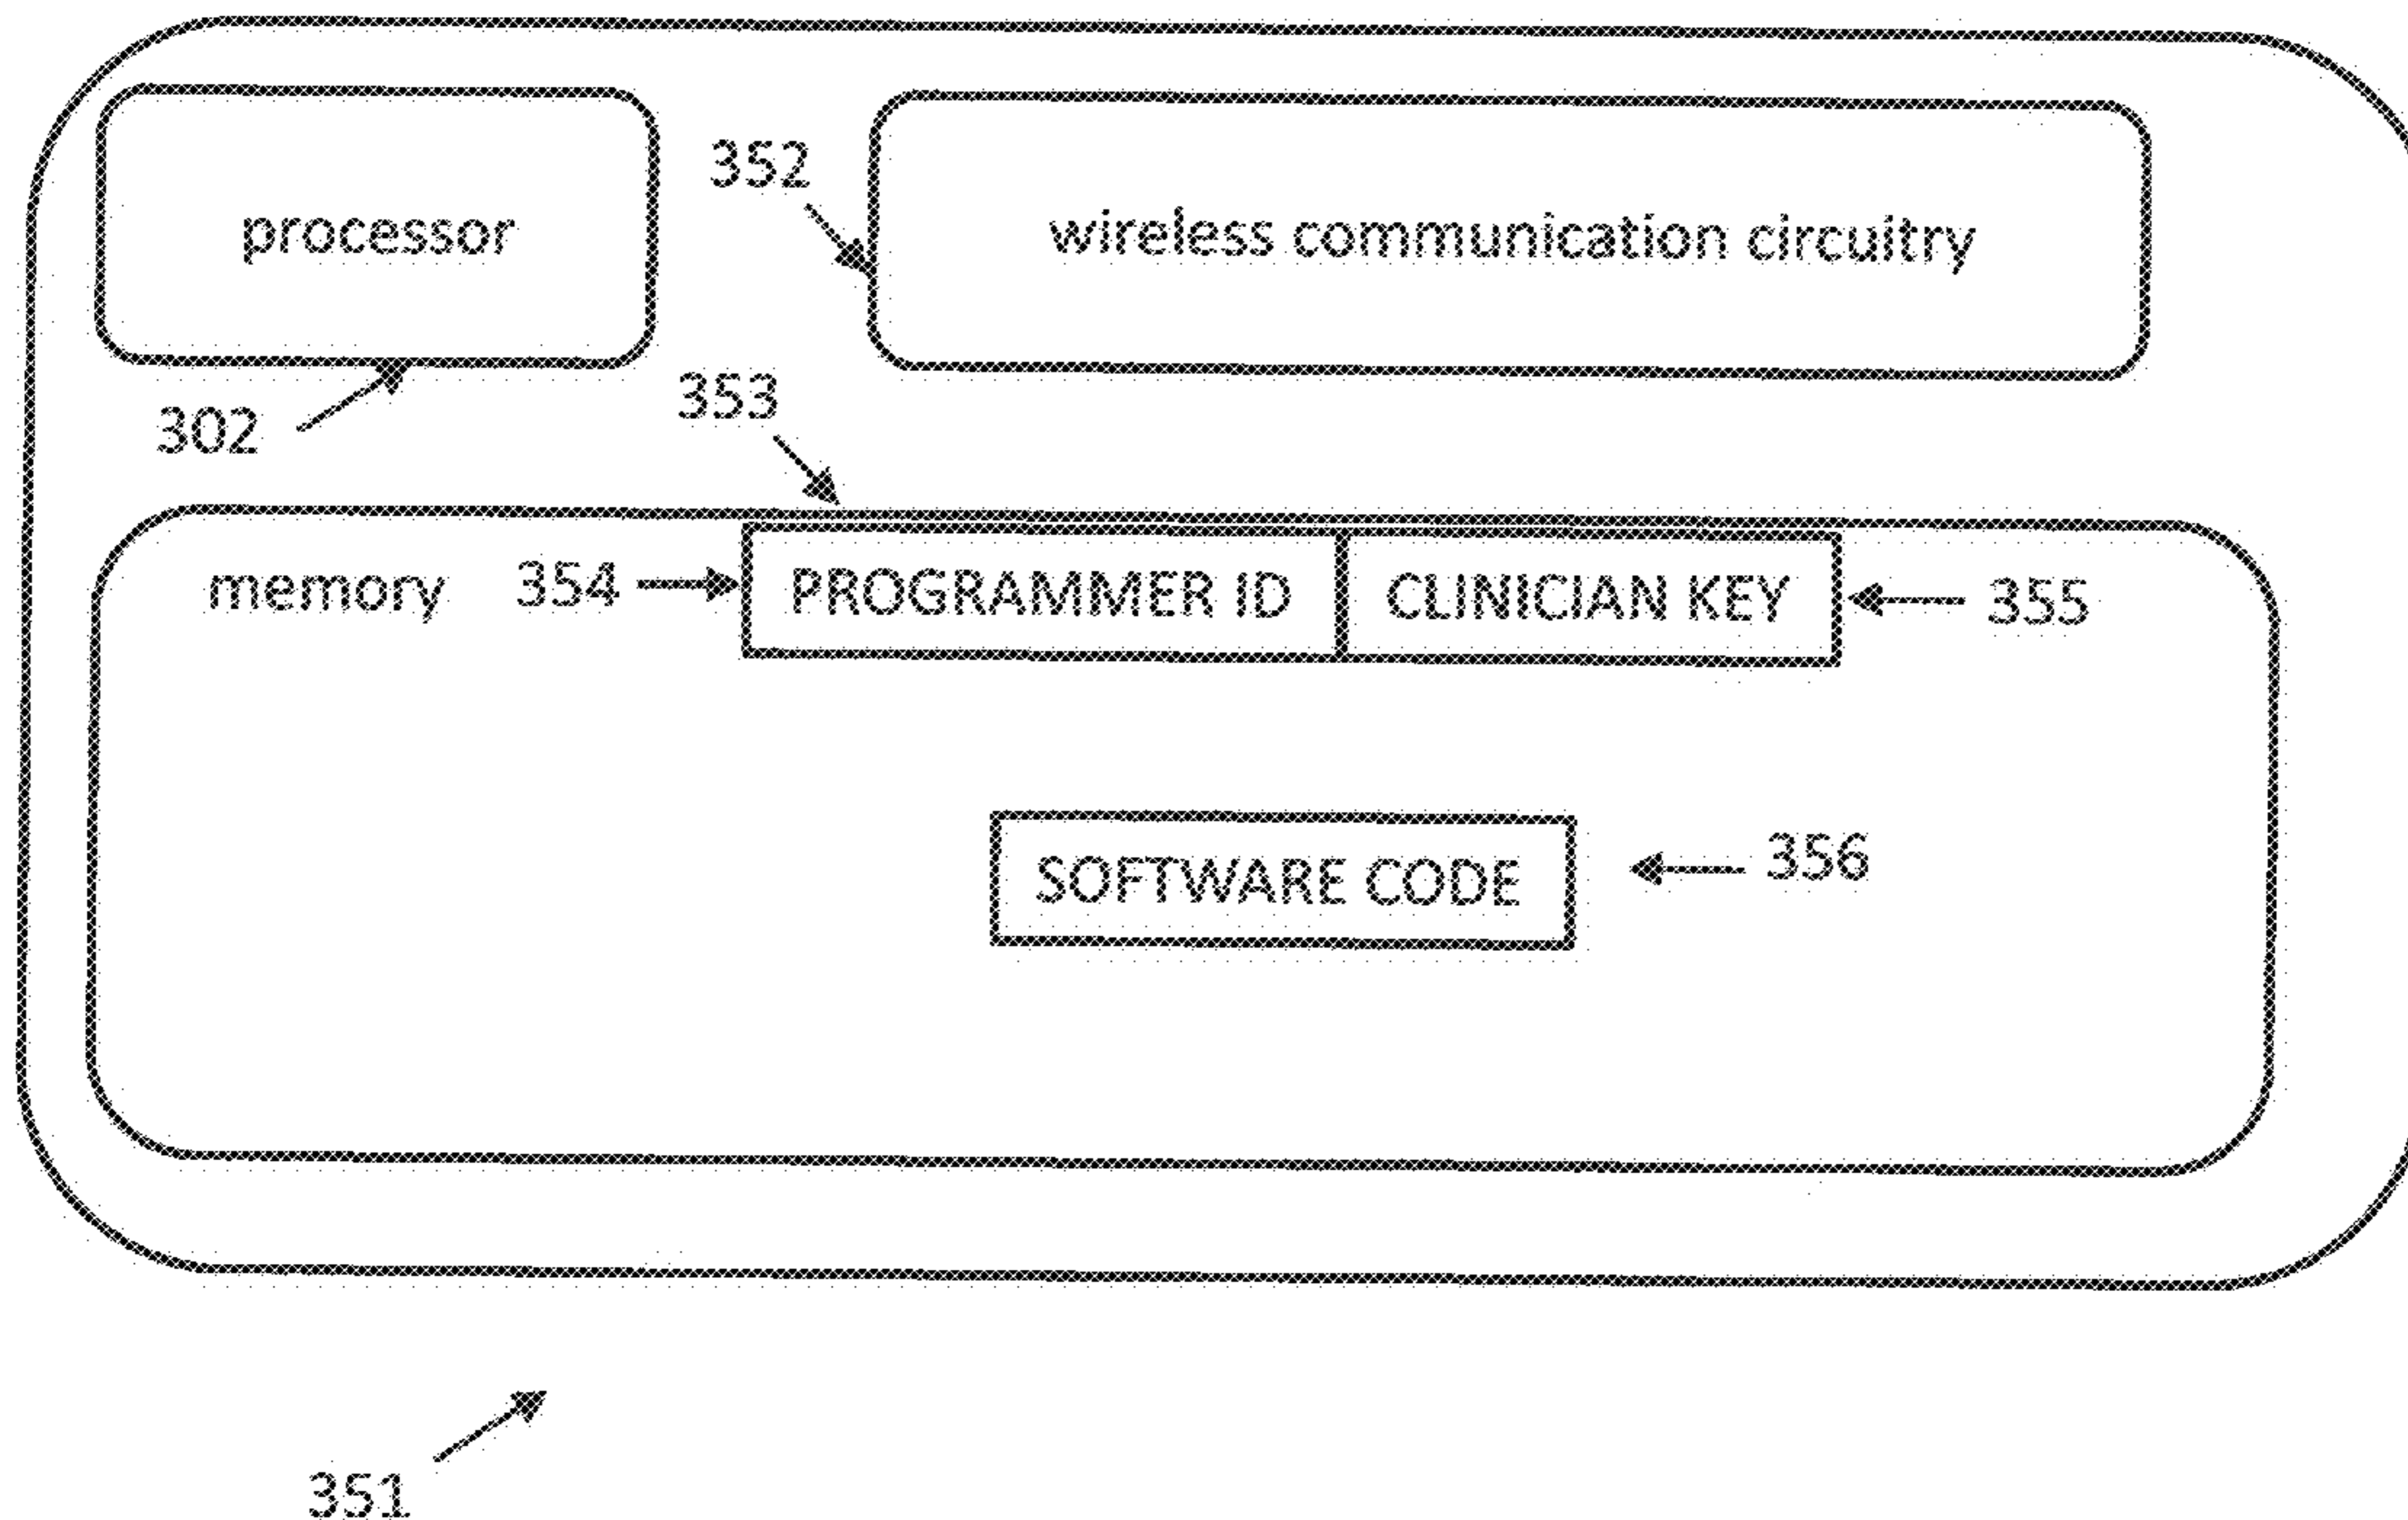 352
processor
wireless communication circuitry
353
302
memory
354
PROGRAMMER ID
CLINICIAN KEY
355
SOFTWARE CODE
356
351